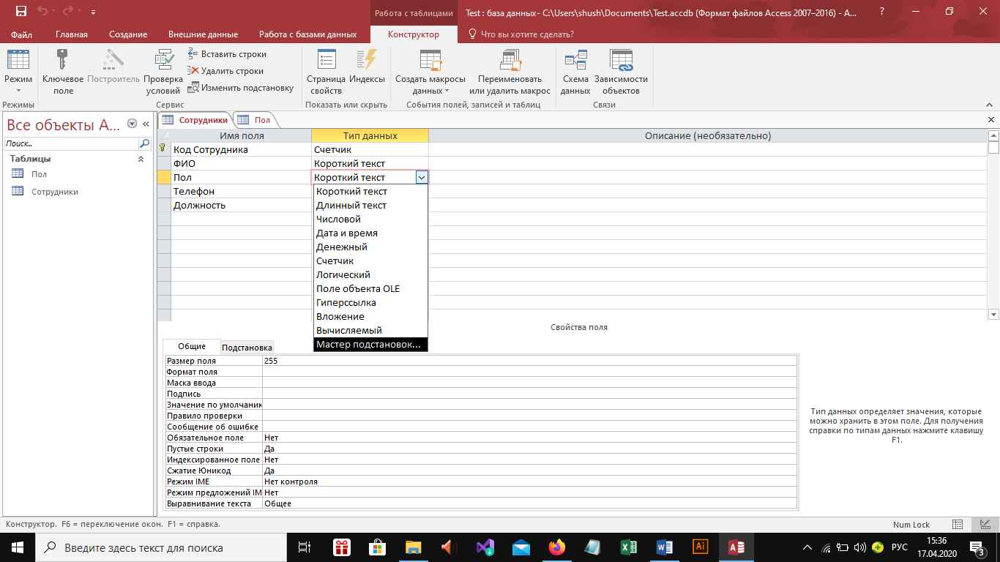 Работа с таблицами
Test : база данных- C:\Users\shush\Documents\Test.accdb (Формат файлов Access 2007–2016) - A...
?
Файл Главная Создание Внешние данные Работа с базами данных Конструктор Что вы хотите сделать?
Режим
Ключевое поле
Построитель
Проверка условий
Вставить строки
Удалить строки
Изменить подстановку
Страница свойств
Индексы
Создать макросы данных
Переименовать или удалить макрос
Схема данных
Зависимости объектов
Режимы Сервис Показать или скрыть События полей, записей и таблиц Связи
Все объекты A...
Поиск...
Таблицы
Пол
Сотрудники
Сотрудники Пол
Имя поля Тип данных Описание (необязательно)
Код Сотрудника Счетчик
ФИО Короткий текст
Пол Короткий текст
Телефон
Должность
Короткий текст
Длинный текст
Числовой
Дата и время
Денежный
Счетчик
Логический
Поле объекта OLE
Гиперссылка
Вложение
Вычисляемый
Мастер подстановок...
Свойства поля
Общие Подстановка
Размер поля 255
Формат поля
Маска ввода
Подпись
Значение по умолчани
Правило проверки
Сообщение об ошибке
Обязательное поле Нет
Пустые строки Да
Индексированное поле Нет
Сжатие Юникод Да
Режим IME Нет контроля
Режим предложений IM Нет
Выравнивание текста Общее
Тип данных определяет значения, которые
можно хранить в этом поле. Для получения
справки по типам данных нажмите клавишу
F1.
Конструктор. F6 = переключение окон. F1 = справка.
Num Lock
Введите здесь текст для поиска
Ai
РУС
15:36
17.04.2020
3